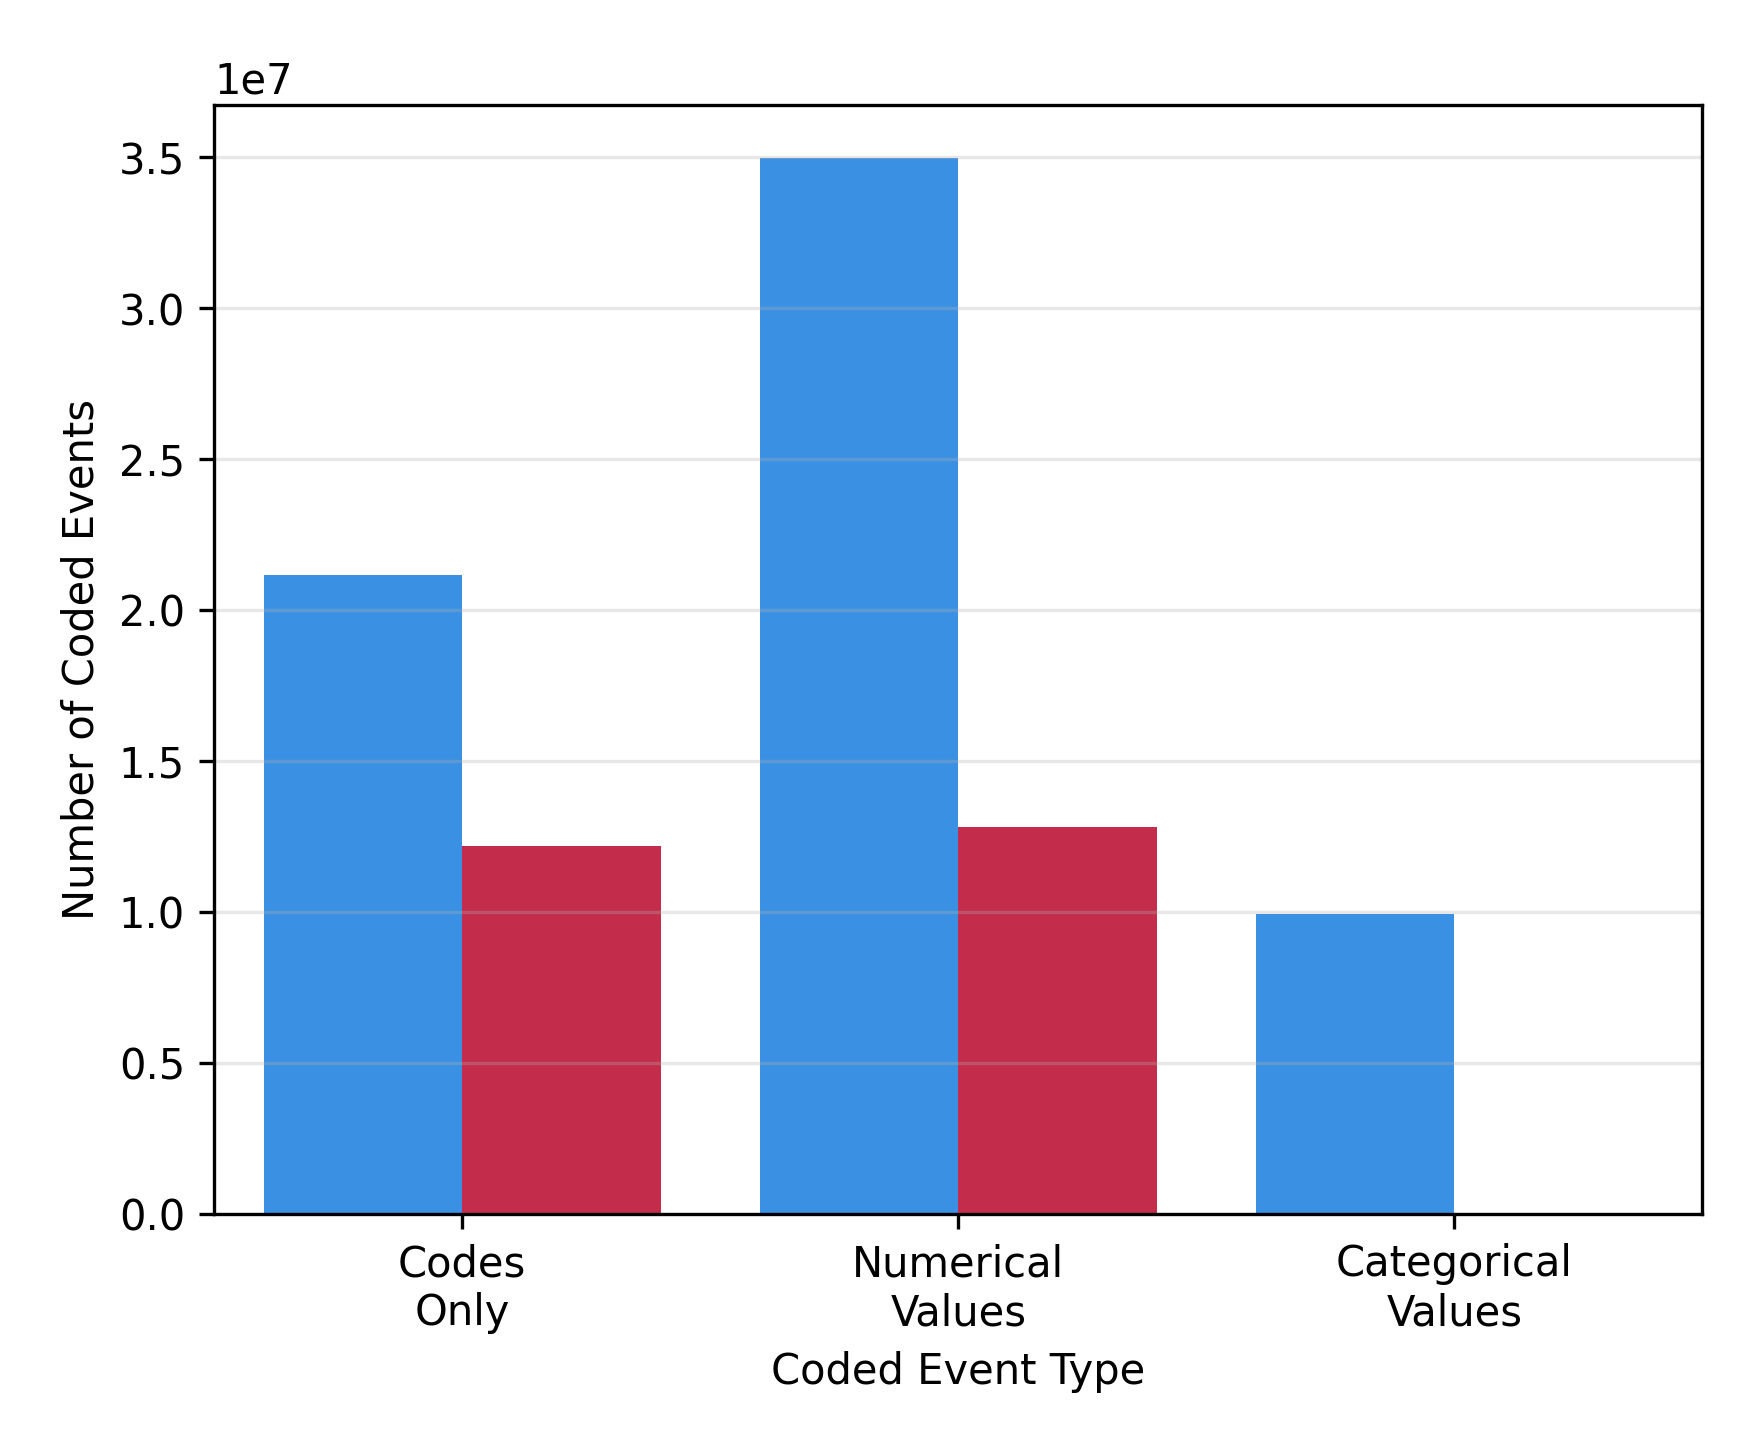 1e7
3.5
3.0
2.5
2.0
1.5
1.0
0.5
0.0
Number of Coded Events
Codes
Only
Numerical
Values
Categorical
Values
Coded Event Type